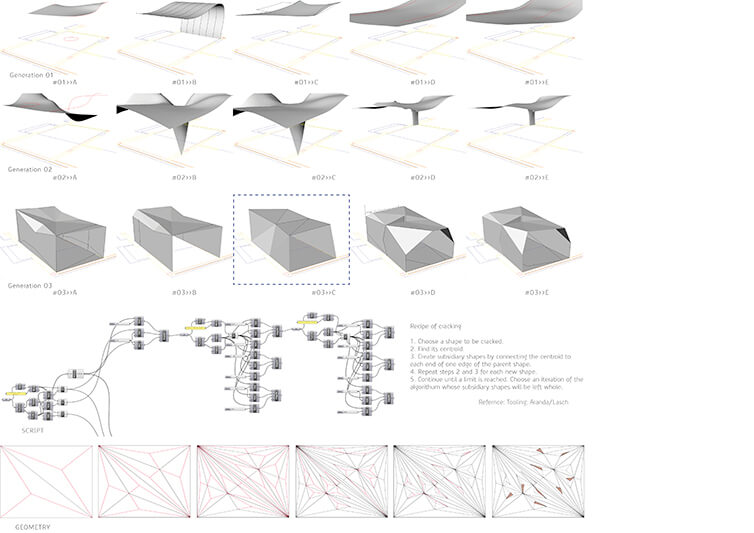 Generation 01
#01>>A
#01>>B
#01>>C
#01>>D
#01>>E
Generation 02
#02>>A
#02>>B
#02>>C
#02>>D
#02>>E
Generation 03
#03>>A
#03>>B
#03>>C
#03>>D
#03>>E
Recipe of cracking
1. Choose a shape to be cracked.
2. Find its centroid.
3. Create subsidiary shapes by connecting the centroid to
each end of one edge of the parent shape.
4. Repeat steps 2 and 3 for each new shape.
5. Continue until a limit is reached. Choose an iteration of the
algorithum whose subsidiary shapes will be left whole.
Refernce: Tooling: Aranda/Lasch
SCRIPT
GEOMETRY